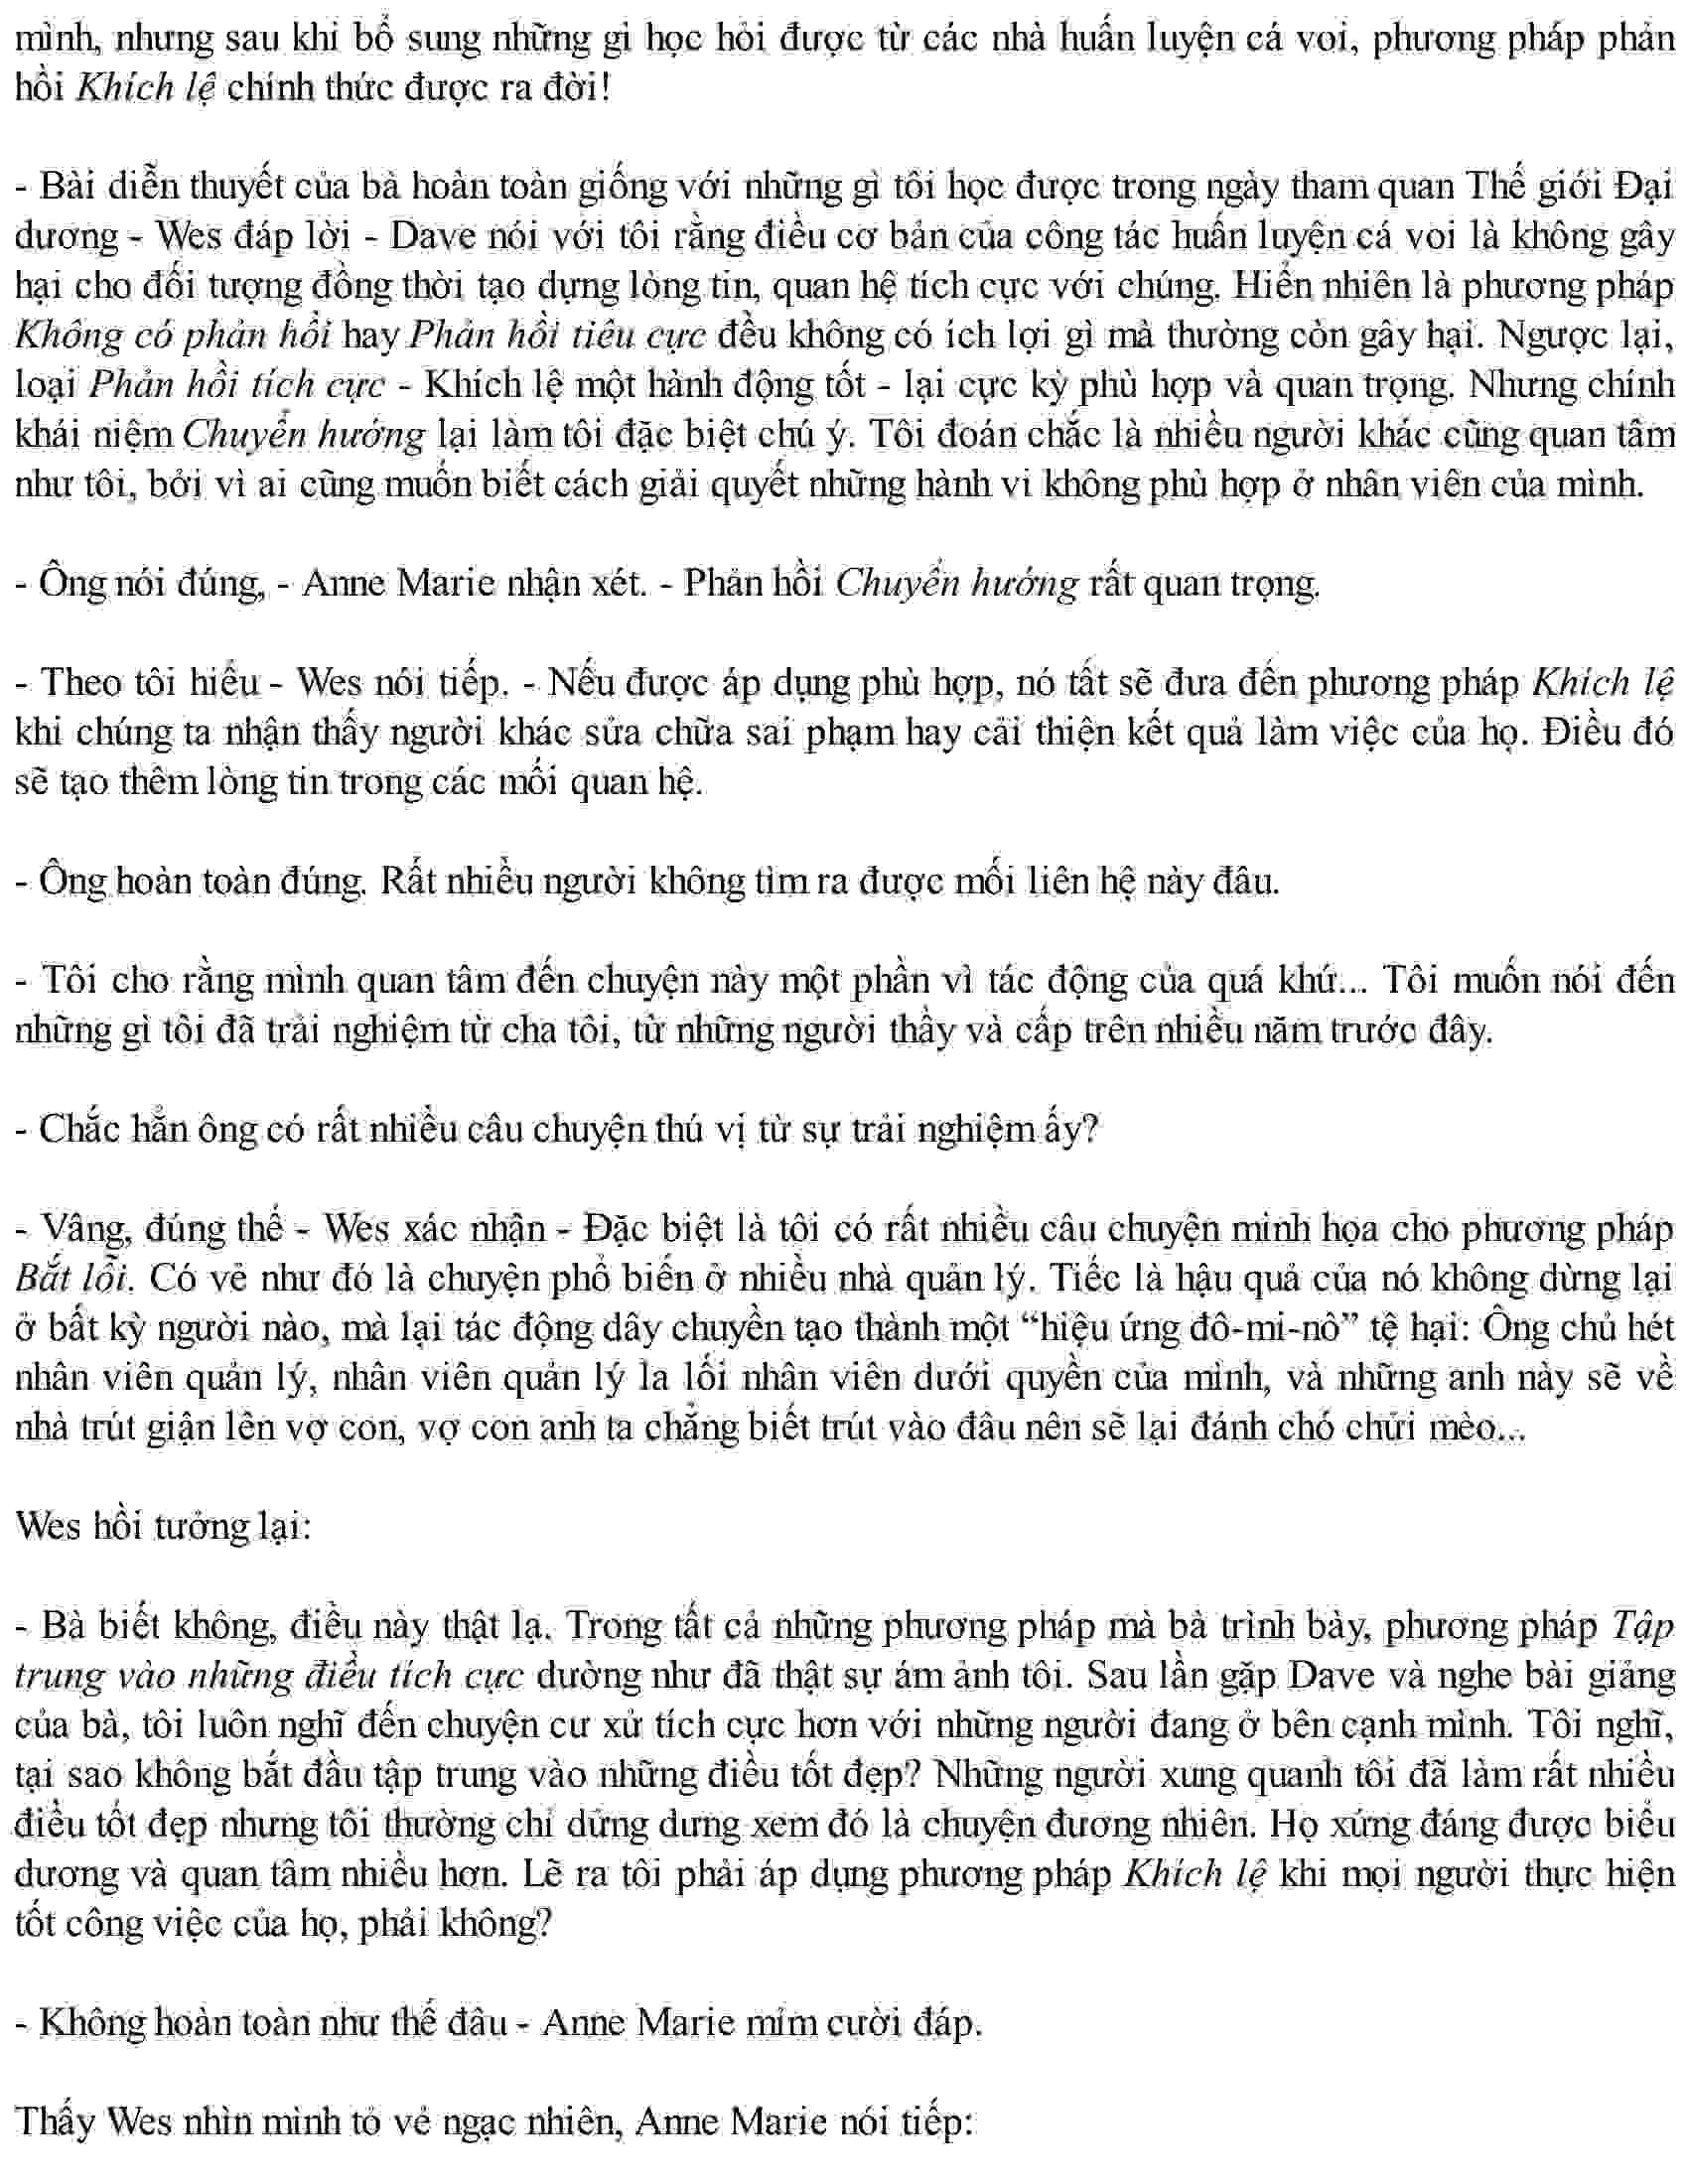 mình, nhưng sau khi bổ sung những gì học hỏi được từ các nhà huấn luyện cá voi, phương pháp phản
hồi Khích lệ chính thức được ra đời!
- Bài diễn thuyết của bà hoàn toàn giống với những gì tôi học được trong ngày tham quan Thế giới Đại
dương - Wes đáp lời - Dave nói với tôi rằng điều cơ bản của công tác huấn luyện cá voi là không gây
hại cho đối tượng đồng thời tạo dựng lòng tin, quan hệ tích cực với chúng. Hiển nhiên là phương pháp
Không có phản hồi hay Phản hồi tiêu cực đều không có ích lợi gì mà thường còn gây hại. Ngược lại,
loại Phản hồi tích cực - Khích lệ một hành động tốt - lại cực kỳ phù hợp và quan trọng. Nhưng chính
khái niệm Chuyển hướng lại làm tôi đặc biệt chú ý. Tôi đoán chắc là nhiều người khác cũng quan tâm
như tôi, bởi vì ai cũng muốn biết cách giải quyết những hành vi không phù hợp ở nhân viên của mình.
- Ông nói đúng, - Anne Marie nhận xét. - Phản hồi Chuyển hướng rất quan trọng.
- Theo tôi hiểu - Wes nói tiếp. - Nếu được áp dụng phù hợp, nó tất sẽ đưa đến phương pháp Khích lệ
khi chúng ta nhận thấy người khác sửa chữa sai phạm hay cải thiện kết quả làm việc của họ. Điều đó
sẽ tạo thêm lòng tin trong các mối quan hệ.
- Ông hoàn toàn đúng. Rất nhiều người không tìm ra được mối liên hệ này đâu.
- Tôi cho rằng mình quan tâm đến chuyện này một phần vì tác động của quá khứ... Tôi muốn nói đến
những gì tôi đã trải nghiệm từ cha tôi, từ những người thầy và cấp trên nhiều năm trước đây.
- Chắc hẳn ông có rất nhiều câu chuyện thú vị từ sự trải nghiệm ấy?
- Vâng, đúng thế - Wes xác nhận - Đặc biệt là tôi có rất nhiều câu chuyện minh họa cho phương pháp
Bắt lỗi. Có vẻ như đó là chuyện phổ biến ở nhiều nhà quản lý. Tiếc là hậu quả của nó không dừng lại
ở bất kỳ người nào, mà lại tác động dây chuyền tạo thành một “hiệu ứng đô-mi-nô” tệ hại: Ông chủ hét
nhân viên quản lý, nhân viên quản lý la lối nhân viên dưới quyền của mình, và những anh này sẽ về
nhà trút giận lên vợ con, vợ con anh ta chẳng biết trút vào đâu nên sẽ lại đánh chó chửi mèo...
Wes hồi tưởng lại:
- Bà biết không, điều này thật lạ. Trong tất cả những phương pháp mà bà trình bày, phương pháp Tập
trung vào những điều tích cực dường như đã thật sự ám ảnh tôi. Sau lần gặp Dave và nghe bài giảng
của bà, tôi luôn nghĩ đến chuyện cư xử tích cực hơn với những người đang ở bên cạnh mình. Tôi nghĩ,
tại sao không bắt đầu tập trung vào những điều tốt đẹp? Những người xung quanh tôi đã làm rất nhiều
điều tốt đẹp nhưng tôi thường chỉ dửng dưng xem đó là chuyện đương nhiên. Họ xứng đáng được biểu
dương và quan tâm nhiều hơn. Lẽ ra tôi phải áp dụng phương pháp Khích lệ khi mọi người thực hiện
tốt công việc của họ, phải không?
- Không hoàn toàn như thế đâu - Anne Marie mỉm cười đáp.
Thấy Wes nhìn mình tỏ vẻ ngạc nhiên, Anne Marie nói tiếp: